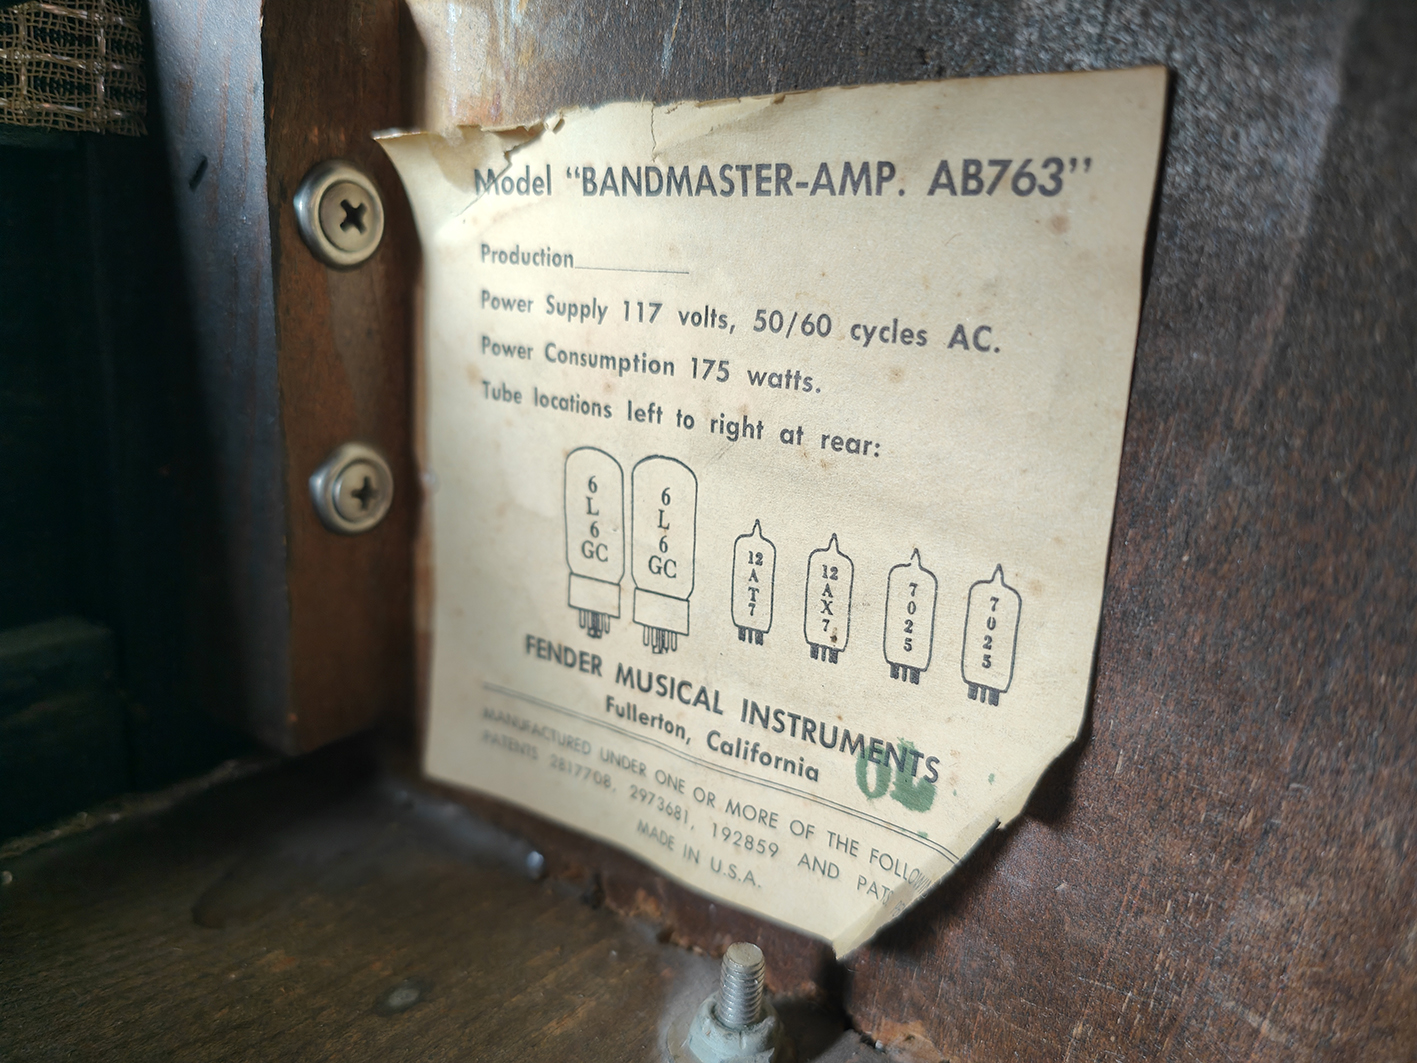 Model “BANDMASTER-AMP. AB763”
Production__________
Power Supply 117 volts, 50/60 cycles AC.
Power Consumption 175 watts.
Tube locations left to right at rear:
6L6GC 6L6GC 12AT7 12AX7 7025 7025
FENDER MUSICAL INSTRUMENTS
Fullerton, California
OL
MANUFACTURED UNDER ONE OR MORE OF THE
PATENTS 2817708, 2973681, 192859 AND
MADE IN U.S.A.